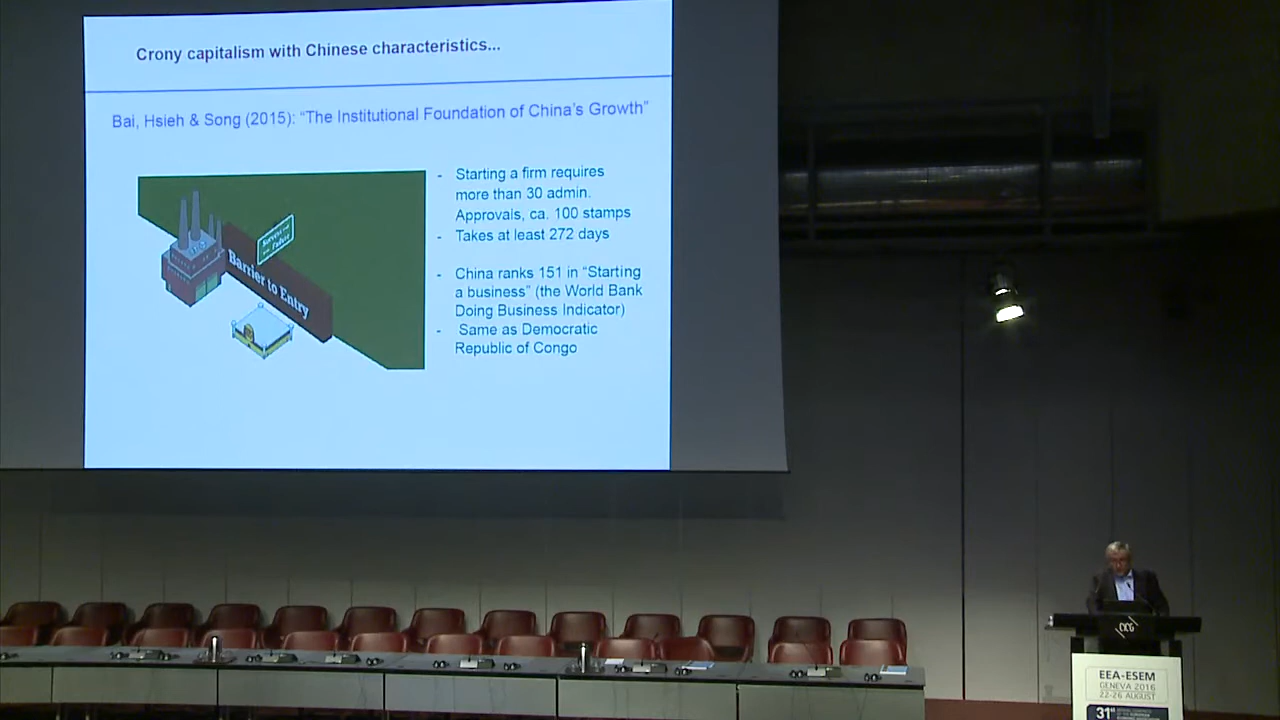 Crony capitalism with Chinese characteristics...
Bai, Hsieh & Song (2015): “The Institutional Foundation of China’s Growth”
- Starting a firm requires
more than 30 admin.
Approvals, ca. 100 stamps
- Takes at least 272 days
- China ranks 151 in “Starting
a business” (the World Bank
Doing Business Indicator)
- Same as Democratic
Republic of Congo
Barrier to Entry
CICG
EEA-ESEM
GENEVA 2016
22-26 AUGUST
31st